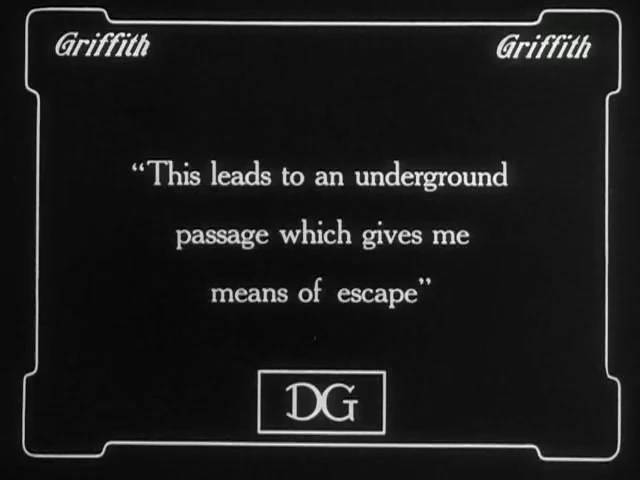 Griffith Griffith
“This leads to an underground
passage which gives me
means of escape”
DG